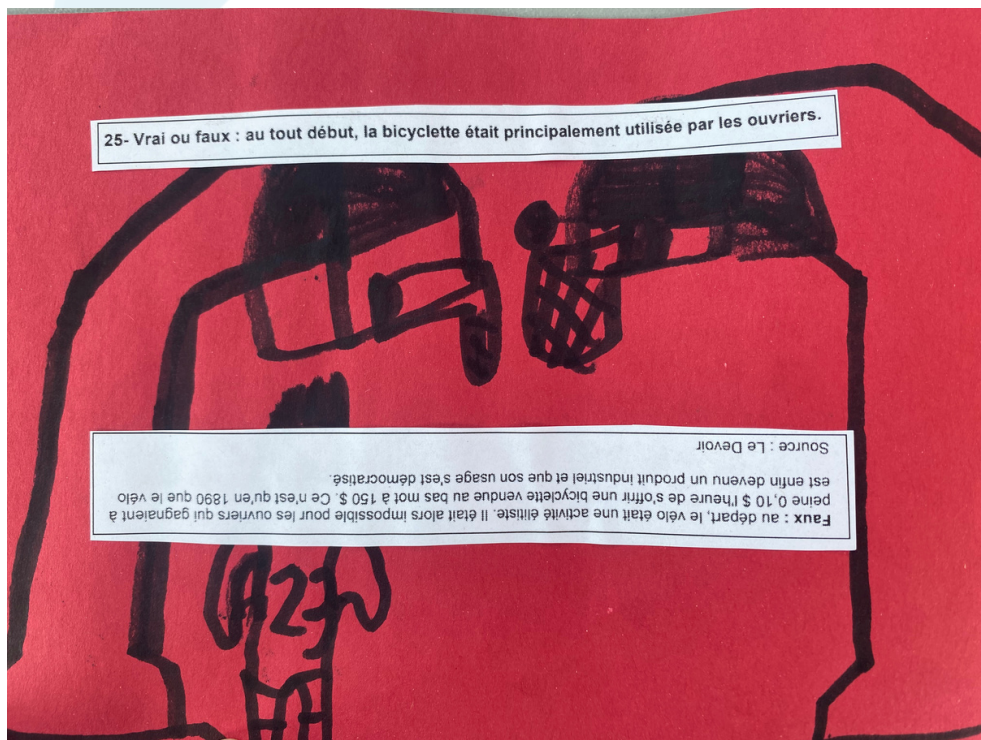 25- Vrai ou faux : au tout début, la bicyclette était principalement utilisée par les ouvriers.
Faux : au départ, le vélo était une activité élitiste. Il était alors impossible pour les ouvriers qui gagnaient à
peine 0,10 $ l'heure de s'offrir une bicyclette vendue au bas mot à 150 $. Ce n'est qu'en 1890 que le vélo
est enfin devenu un produit industriel et que son usage s'est démocratisé.
Source : Le Devoir